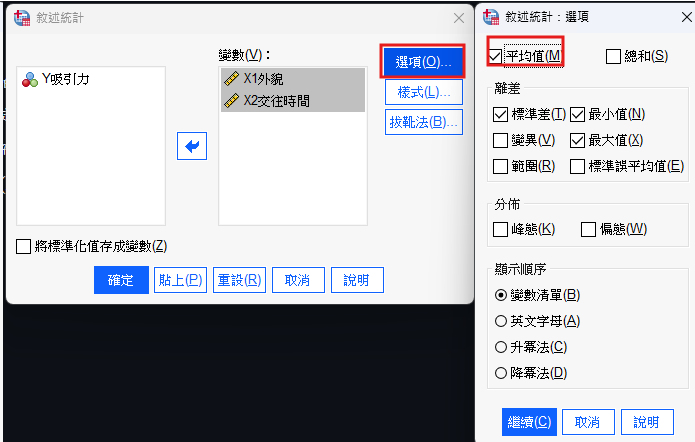 敘述統計
Y吸引力
變數(V)：
X1外貌
X2交往時間
選項(O)...
樣式(L)...
拔靴法(B)...
將標準化值存成變數(Z)
確定
貼上(P)
重設(R)
取消
說明
敘述統計：選項
平均值(M)
總和(S)
離差
標準差(T)
最小值(N)
變異(V)
最大值(X)
範圍(R)
標準誤平均值(E)
分佈
峰態(K)
偏態(W)
顯示順序
變數清單(B)
英文字母(A)
升冪法(C)
降冪法(D)
繼續(C)
取消
說明